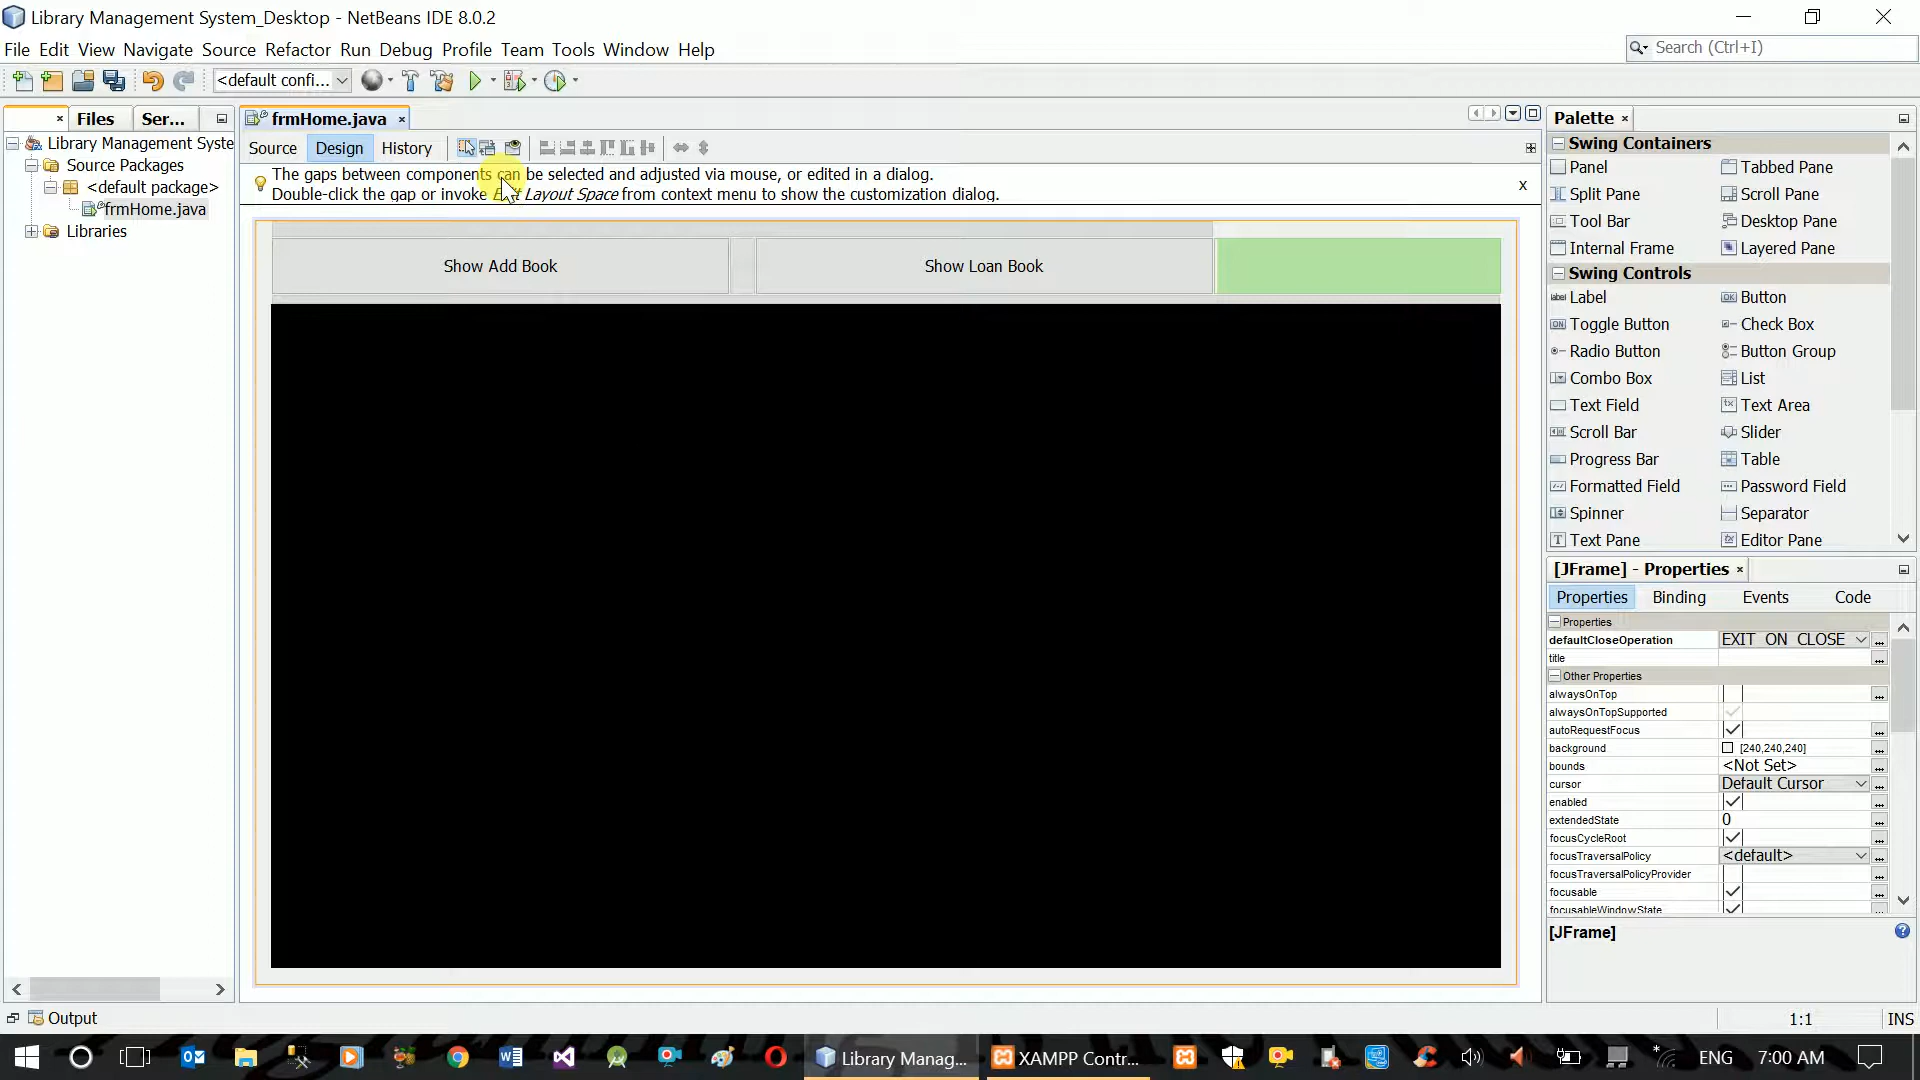 Library Management System_Desktop - NetBeans IDE 8.0.2
File Edit View Navigate Source Refactor Run Debug Profile Team Tools Window Help
Search (Ctrl+I)
<default confi...
Files
Ser...
Library Management Syste
Source Packages
<default package>
frmHome.java
Libraries
frmHome.java
Source Design History
The gaps between components can be selected and adjusted via mouse, or edited in a dialog.
Double-click the gap or invoke Edit Layout Space from context menu to show the customization dialog.
x
Show Add Book
Show Loan Book
Palette
Swing Containers
Panel
Tabbed Pane
Split Pane
Scroll Pane
Tool Bar
Desktop Pane
Internal Frame
Layered Pane
Swing Controls
Label
Button
Toggle Button
Check Box
Radio Button
Button Group
Combo Box
List
Text Field
Text Area
Scroll Bar
Slider
Progress Bar
Table
Formatted Field
Password Field
Spinner
Separator
Text Pane
Editor Pane
[JFrame] - Properties
Properties
Binding
Events
Code
Properties
defaultCloseOperation EXIT_ON_CLOSE
title
Other Properties
alwaysOnTop
alwaysOnTopSupported
autoRequestFocus
background [240,240,240]
bounds <Not Set>
cursor Default Cursor
enabled
extendedState 0
focusCycleRoot
focusTraversalPolicy <default>
focusTraversalPolicyProvider
focusable
focusableWindowState
[JFrame]
Output
1:1
INS
Library Manag...
XAMPP Contr...
ENG
7:00 AM